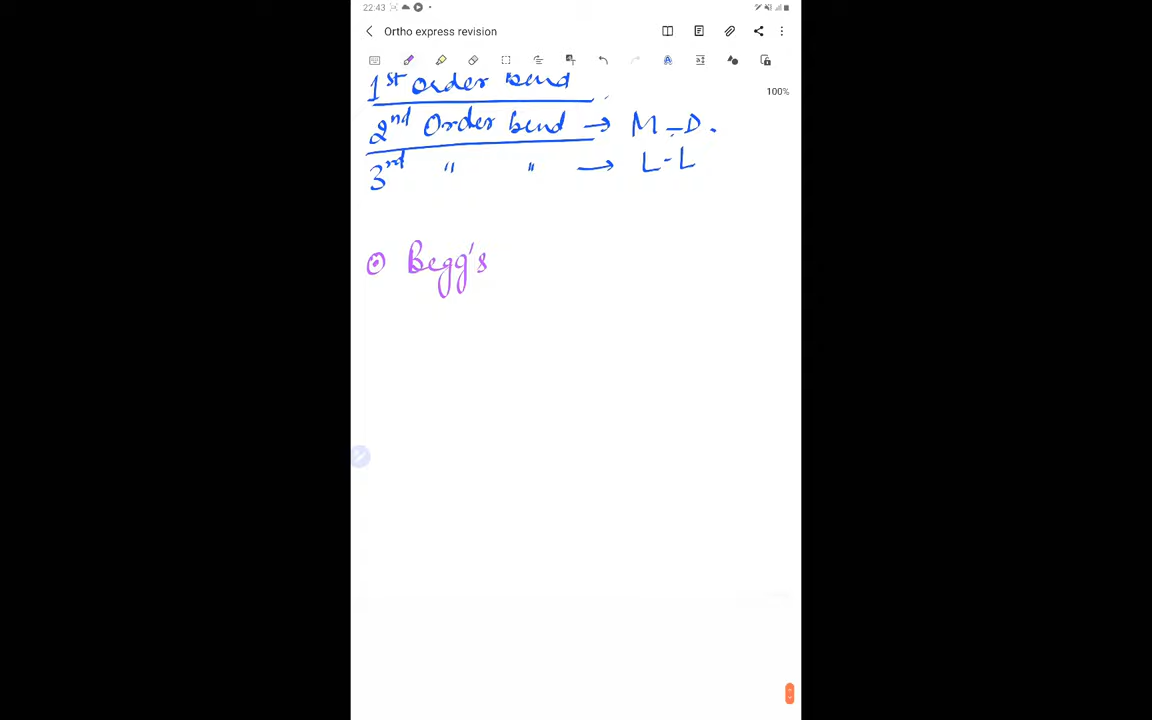 22:43
Ortho express revision
100%
1st order bend
2nd Order bend → M-D.
3rd " " → L-L
⊙ Begg's